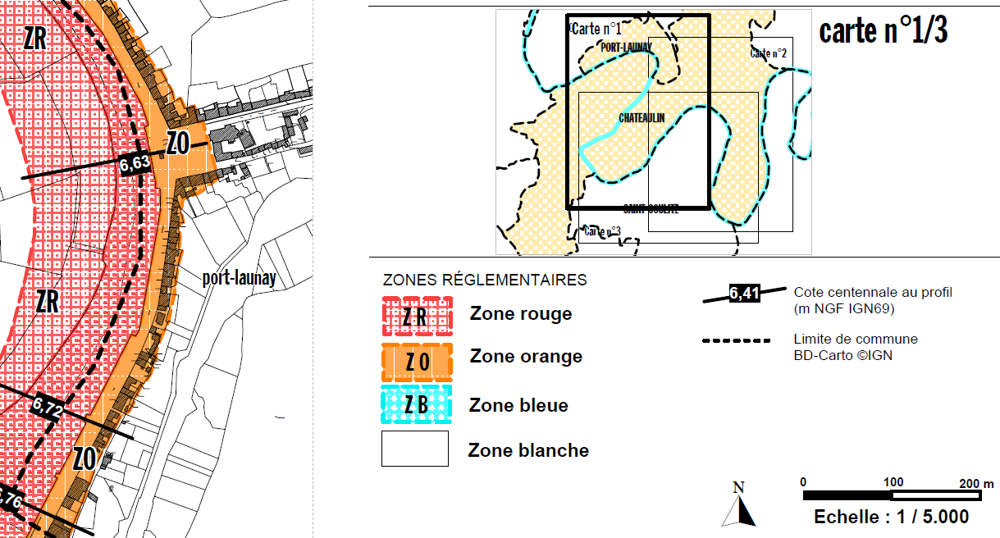 ZR
6,63
ZO
ZR
port-launay
6,72
ZO
,76
Carte n°1
PORT-LAUNAY
Carte n°2
CHATEAULIN
SAINT-COULITZ
Carte n°3
carte n°1/3
ZONES RÉGLEMENTAIRES
ZR Zone rouge
ZO Zone orange
ZB Zone bleue
Zone blanche
6,41 Cote centennale au profil
(m NGF IGN69)
Limite de commune
BD-Carto ©IGN
N
0 100 200 m
Echelle : 1 / 5.000